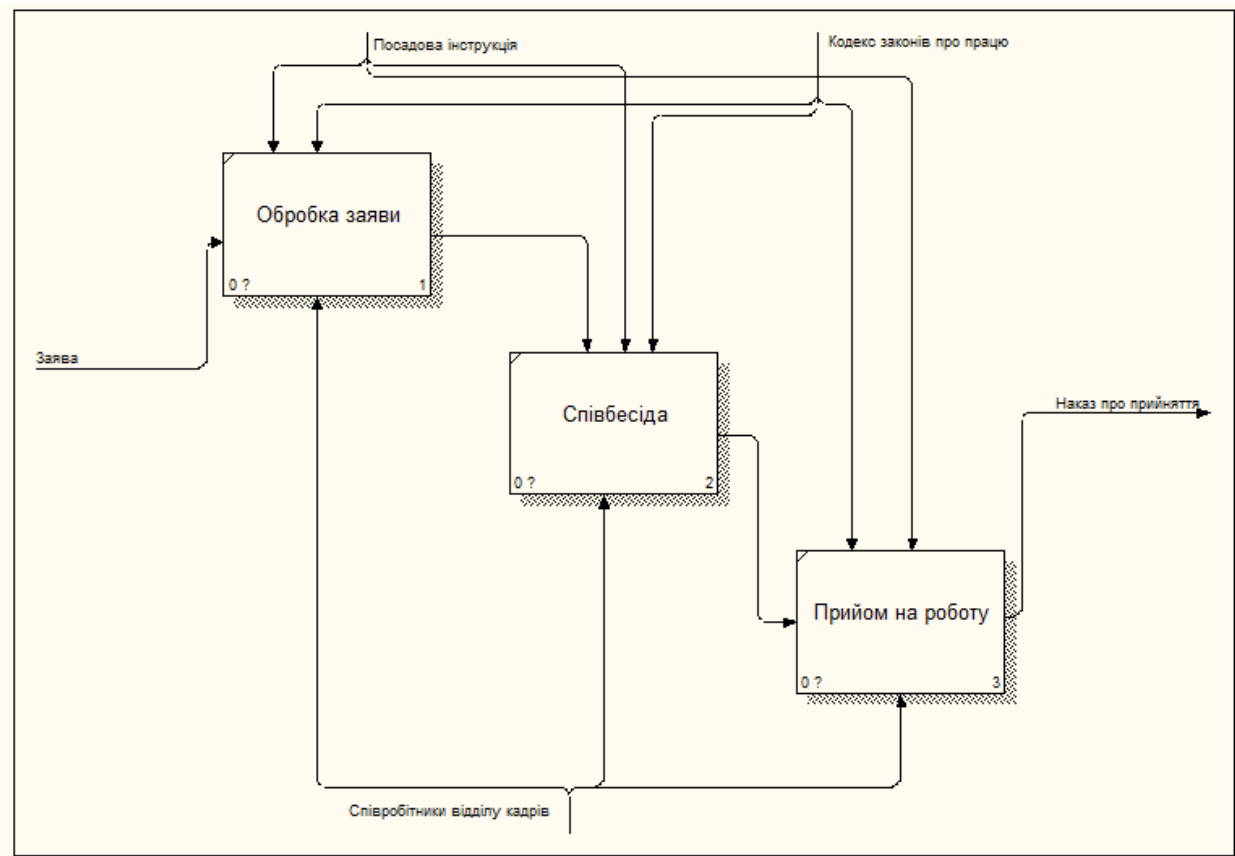 Посадова інструкція
Кодекс законів про працю
Обробка заяви
0 ?
1
Заява
Співбесіда
0 ?
2
Наказ про прийняття
Прийом на роботу
0 ?
3
Співробітники відділу кадрів